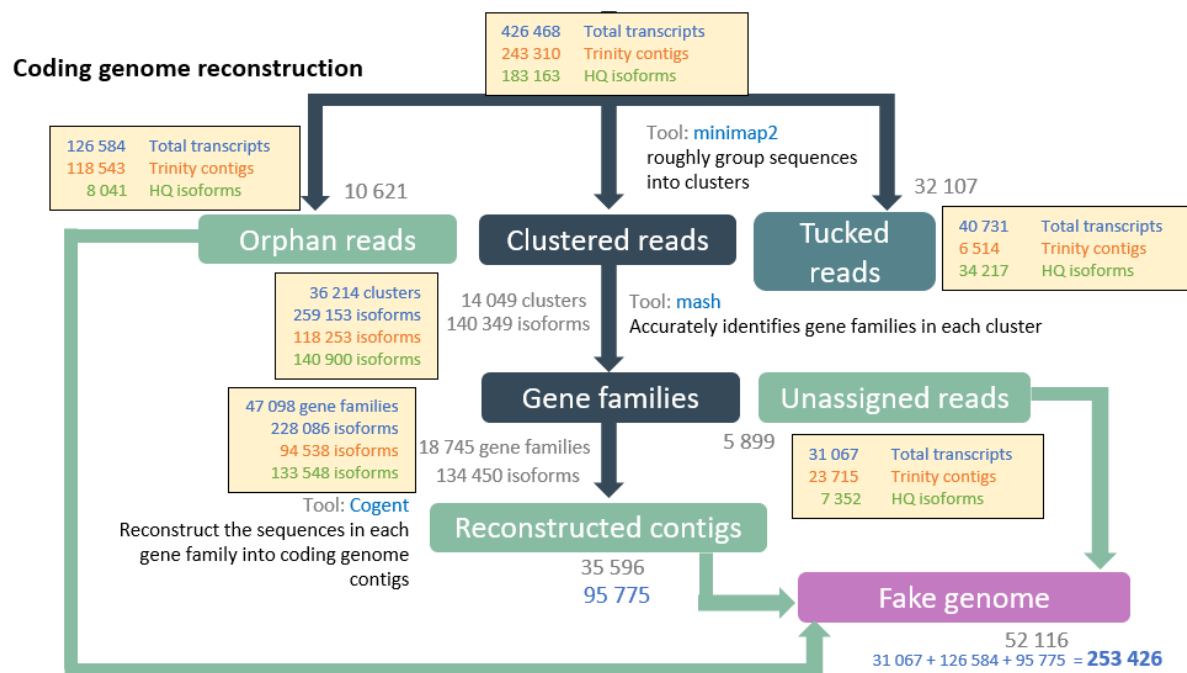 426 468 Total transcripts
243 310 Trinity contigs
183 163 HQ isoforms
Coding genome reconstruction
126 584 Total transcripts
118 543 Trinity contigs
8 041 HQ isoforms
10 621
Tool: minimap2
roughly group sequences
into clusters
32 107
Orphan reads
Clustered reads
Tucked
reads
40 731 Total transcripts
6 514 Trinity contigs
34 217 HQ isoforms
36 214 clusters
259 153 isoforms
118 253 isoforms
140 900 isoforms
14 049 clusters
140 349 isoforms
Tool: mash
Accurately identifies gene families in each cluster
47 098 gene families
228 086 isoforms
94 538 isoforms
133 548 isoforms
Gene families
Unassigned reads
18 745 gene families
134 450 isoforms
5 899
31 067 Total transcripts
23 715 Trinity contigs
7 352 HQ isoforms
Tool: Cogent
Reconstruct the sequences in each
gene family into coding genome
contigs
Reconstructed contigs
35 596
95 775
Fake genome
52 116
31 067 + 126 584 + 95 775 = 253 426